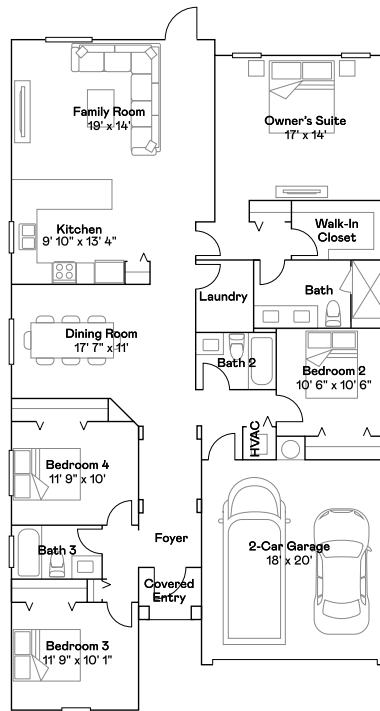 Family Room
19' x 14'
Owner's Suite
17' x 14'
Kitchen
9' 10" x 13' 4"
Walk-In
Closet
Laundry
Bath
Dining Room
17' 7" x 11'
Bath 2
Bedroom 2
10' 6" x 10' 6"
HVAC
Bedroom 4
11' 9" x 10'
Foyer
2-Car Garage
18' x 20'
Bath 3
Covered
Entry
Bedroom 3
11' 9" x 10' 1"